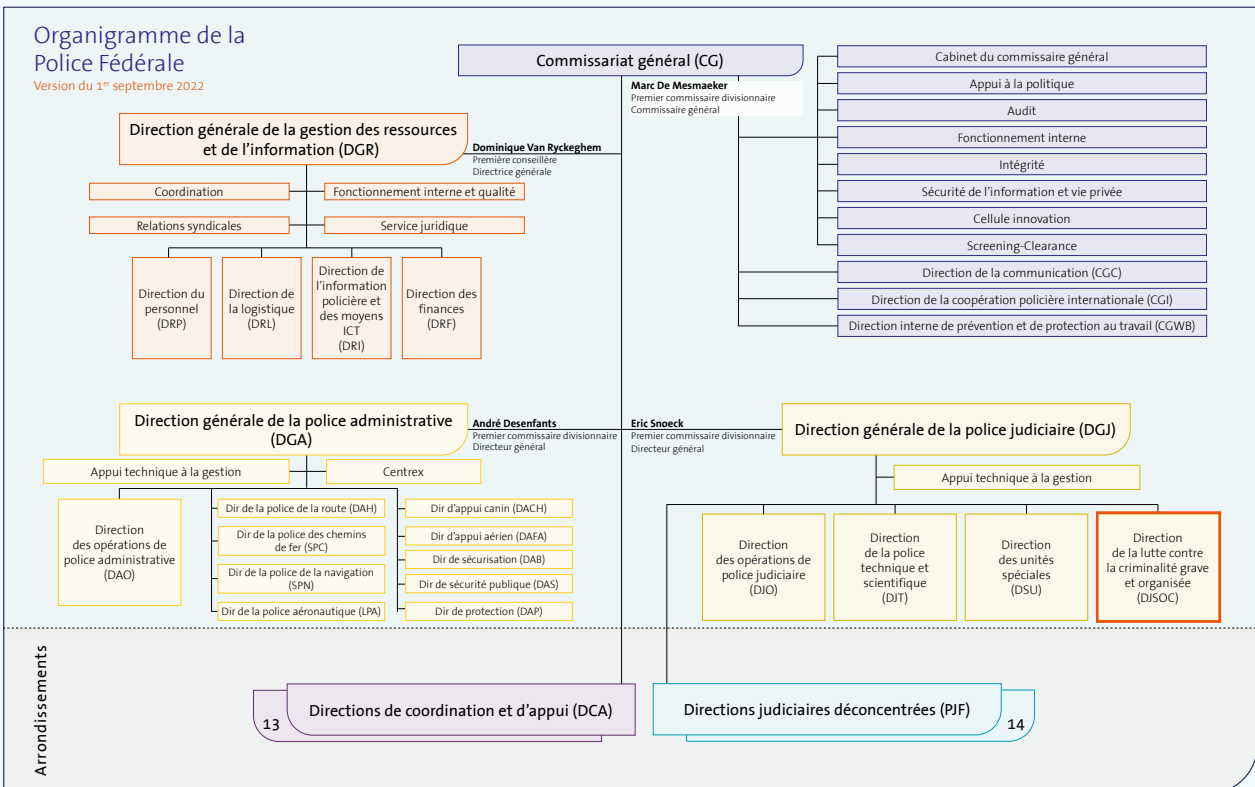 Organigramme de la
Police Fédérale
Version du 1er septembre 2022
Commissariat général (CG)
Marc De Mesmaeker
Premier commissaire divisionnaire
Commissaire général
Cabinet du commissaire général
Appui à la politique
Audit
Fonctionnement interne
Intégrité
Sécurité de l'information et vie privée
Cellule innovation
Screening-Clearance
Direction de la communication (CGC)
Direction de la coopération policière internationale (CGI)
Direction interne de prévention et de protection au travail (CGWB)
Direction générale de la gestion des ressources
et de l'information (DGR)
Dominique Van Ryckeghem
Première conseillère
Directrice générale
Coordination
Fonctionnement interne et qualité
Relations syndicales
Service juridique
Direction du
personnel
(DRP)
Direction de
la logistique
(DRL)
Direction de
l'information
policière et
des moyens
ICT
(DRI)
Direction des
finances
(DRF)
Direction générale de la police administrative
(DGA)
André Desenfants
Premier commissaire divisionnaire
Directeur général
Appui technique à la gestion
Centrex
Direction
des opérations de
police administrative
(DAO)
Dir de la police de la route (DAH)
Dir de la police des chemins
de fer (SPC)
Dir de la police de la navigation
(SPN)
Dir de la police aéronautique (LPA)
Dir d'appui canin (DACH)
Dir d'appui aérien (DAFA)
Dir de sécurisation (DAB)
Dir de sécurité publique (DAS)
Dir de protection (DAP)
Eric Snoeck
Premier commissaire divisionnaire
Directeur général
Direction générale de la police judiciaire (DGJ)
Appui technique à la gestion
Direction
des opérations de
police judiciaire
(DJO)
Direction
de la police
technique et
scientifique
(DJT)
Direction
des unités
spéciales
(DSU)
Direction
de la lutte contre
la criminalité grave
et organisée
(DJSOC)
Arrondissements
13
Directions de coordination et d'appui (DCA)
Directions judiciaires déconcentrées (PJF)
14